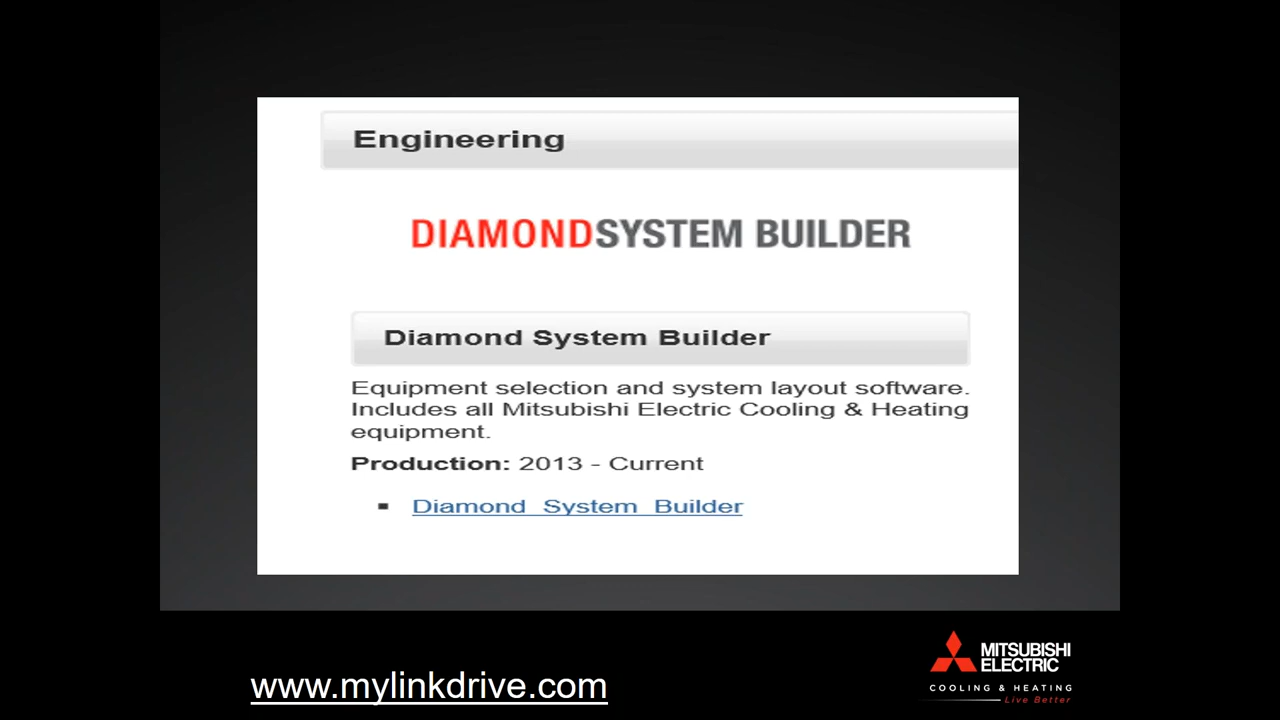 Engineering
DIAMONDSYSTEM BUILDER
Diamond System Builder
Equipment selection and system layout software.
Includes all Mitsubishi Electric Cooling & Heating
equipment.
Production: 2013 - Current
▪ Diamond System Builder
www.mylinkdrive.com
MITSUBISHI
ELECTRIC
COOLING & HEATING
Live Better